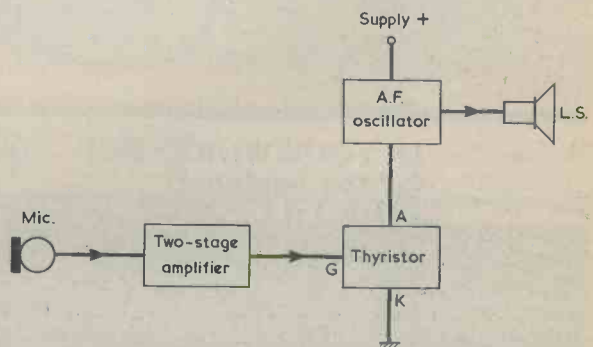 Supply +
A.F.
oscillator
L.S.
A
Mic.
Two-stage
amplifier
G
Thyristor
K